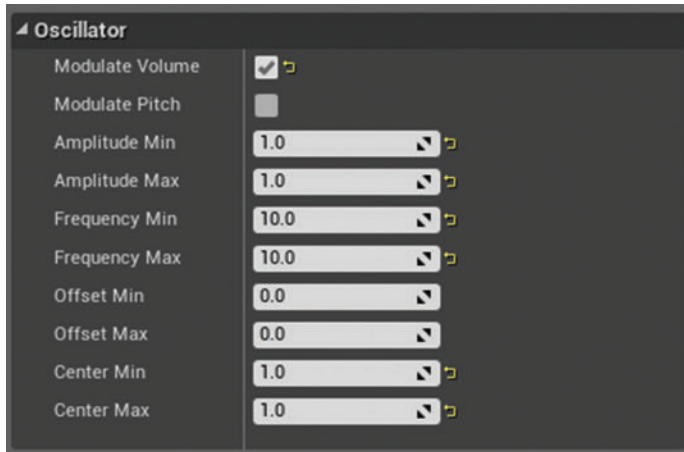 Oscillator
Modulate Volume
Modulate Pitch
Amplitude Min 1.0
Amplitude Max 1.0
Frequency Min 10.0
Frequency Max 10.0
Offset Min 0.0
Offset Max 0.0
Center Min 1.0
Center Max 1.0